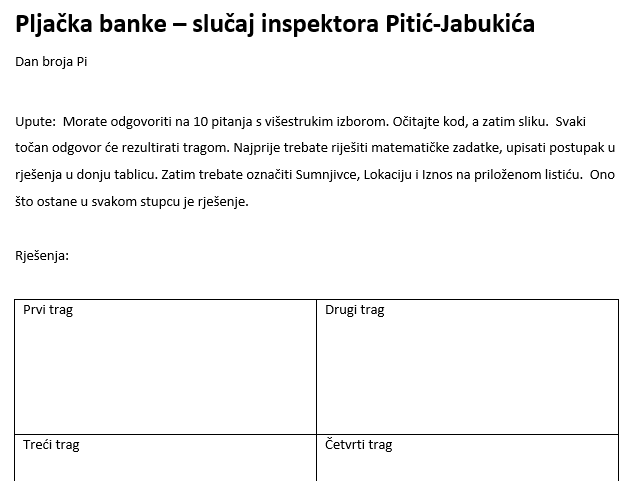 Pljačka banke – slučaj inspektora Pitić-Jabukića
Dan broja Pi
Upute:  Morate odgovoriti na 10 pitanja s višestrukim izborom. Očitajte kod, a zatim sliku.  Svaki
točan odgovor će rezultirati tragom. Najprije trebate riješiti matematičke zadatke, upisati postupak u
rješenja u donju tablicu. Zatim trebate označiti Sumnjivce, Lokaciju i Iznos na priloženom listiću.  Ono
što ostane u svakom stupcu je rješenje.
Rješenja:
Prvi trag
Drugi trag
Treći trag
Četvrti trag